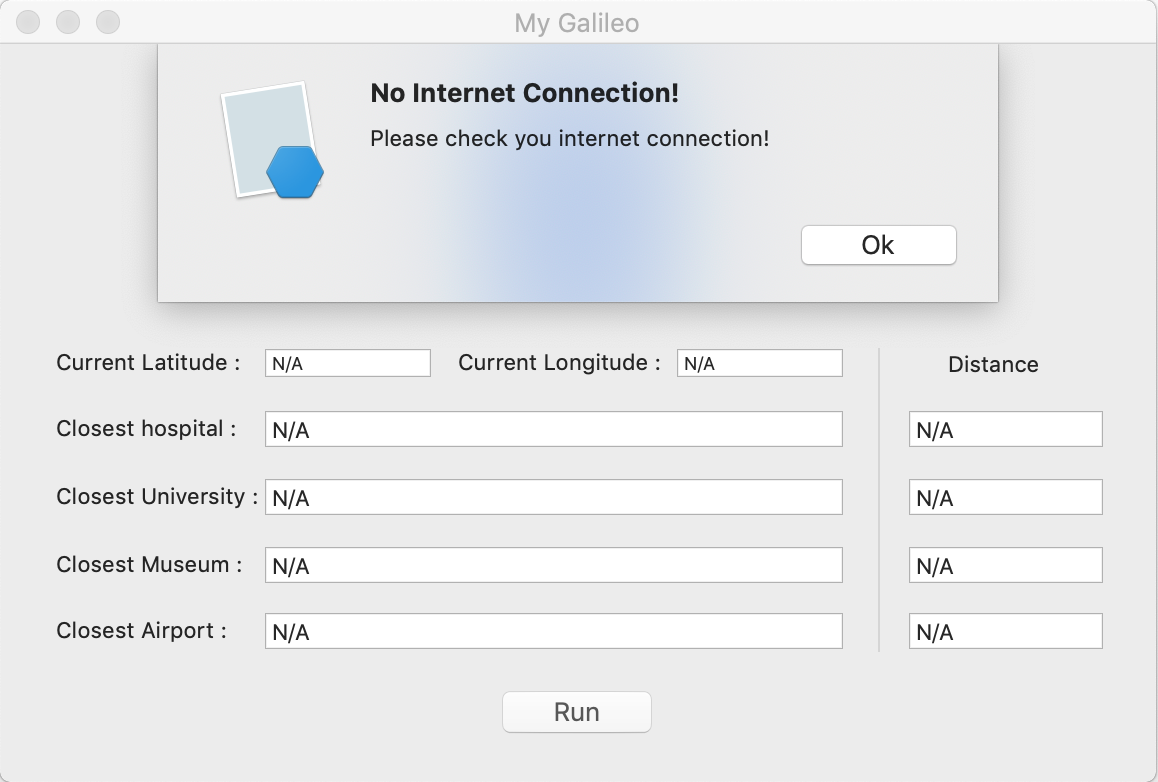 My Galileo
No Internet Connection!
Please check you internet connection!
Ok
Current Latitude : N/A Current Longitude : N/A Distance
Closest hospital : N/A N/A
Closest University : N/A N/A
Closest Museum : N/A N/A
Closest Airport : N/A N/A
Run